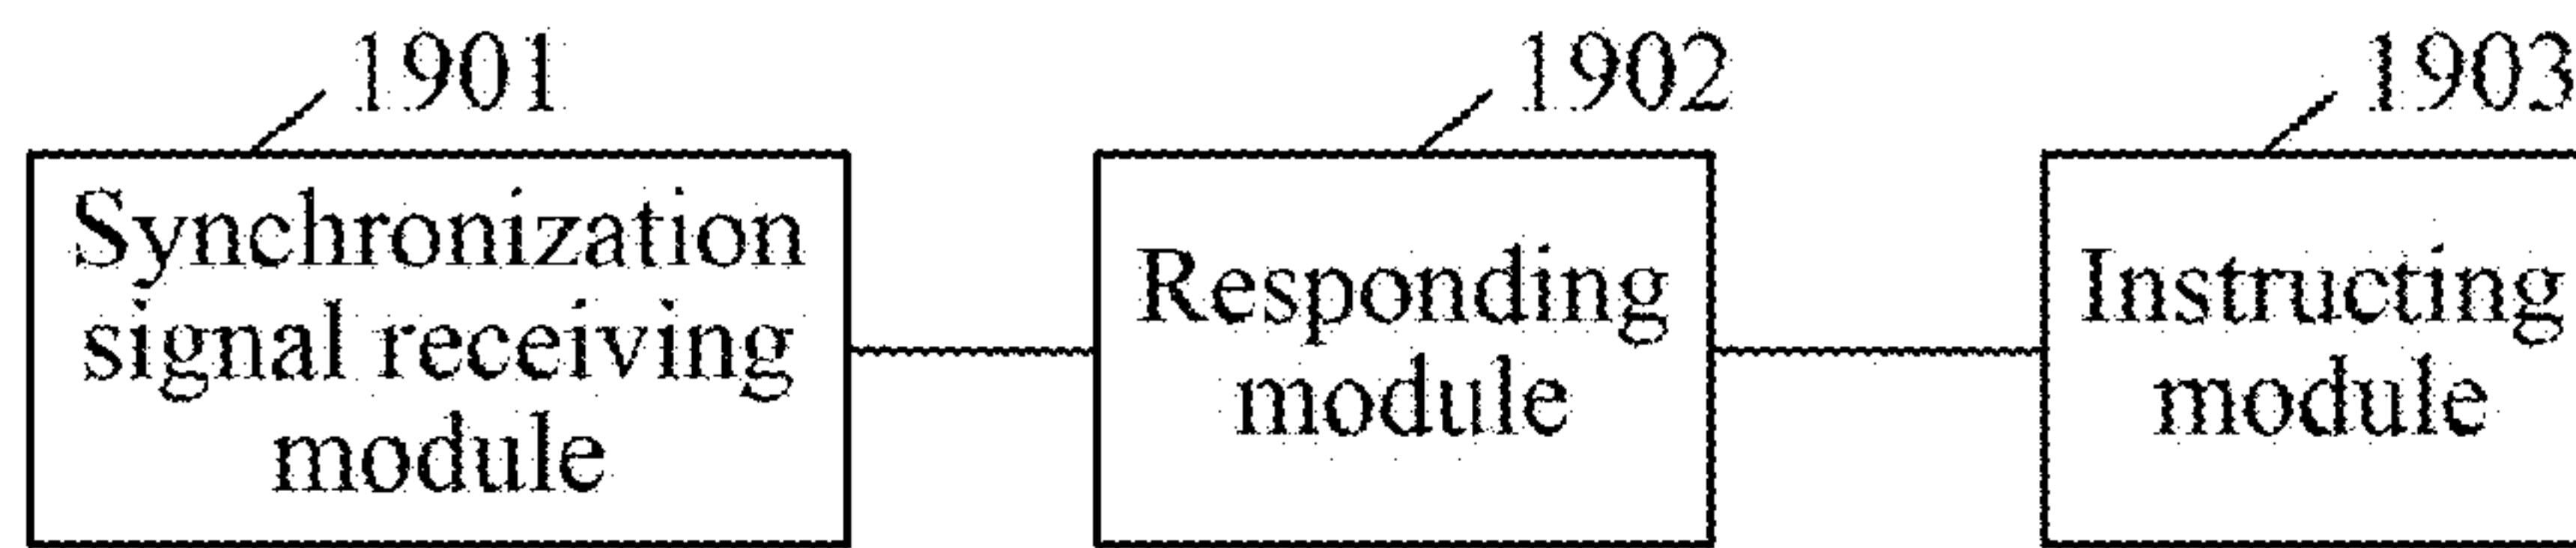 1901
1902
1903
Synchronization
signal receiving
module
Responding
module
Instructing
module